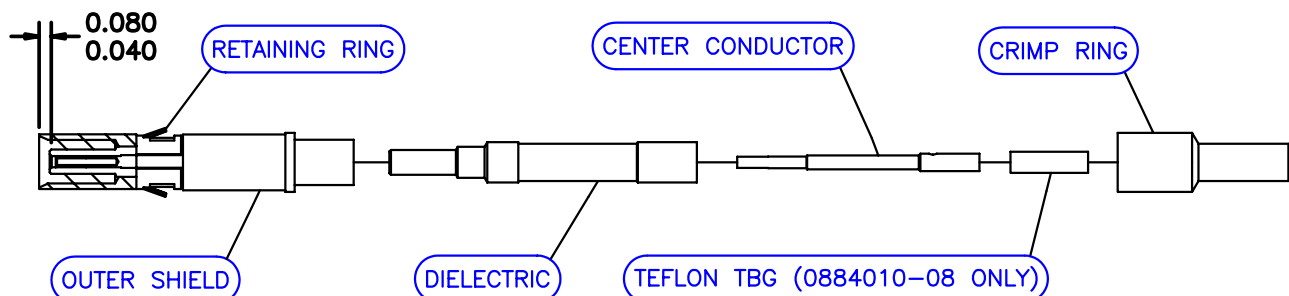 0.080
0.040
RETAINING RING
CENTER CONDUCTOR
CRIMP RING
OUTER SHIELD
DIELECTRIC
TEFLON TBG (0884010-08 ONLY)